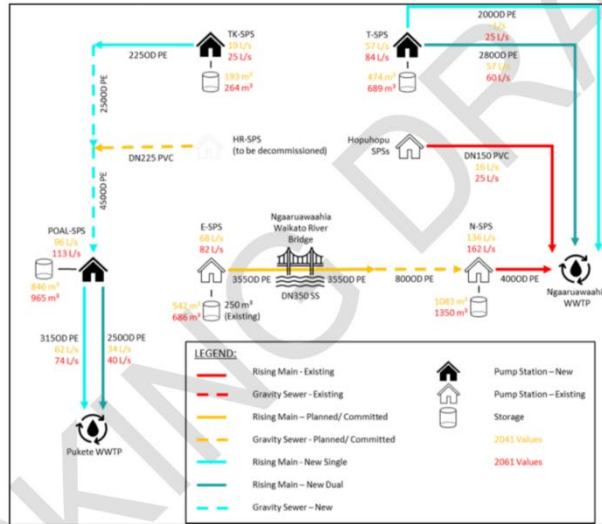 200OD PE
- L/s
25 L/s
TK-SPS
19 L/s
25 L/s
T-SPS
57 L/s
84 L/s
280OD PE
57 L/s
60 L/s
225OD PE
193 m³
264 m³
474 m³
689 m³
250OD PE
HR-SPS
(to be decommissioned)
DN225 PVC
Hopuhopu
SPSs
DN150 PVC
16 L/s
25 L/s
450OD PE
POAL-SPS
96 L/s
113 L/s
846 m³
965 m³
E-SPS
68 L/s
82 L/s
Ngaaruawaahia
Waikato River
Bridge
355OD PE
355OD PE
DN350 SS
800OD PE
N-SPS
136 L/s
162 L/s
400OD PE
Ngaaruawaahi
WWTP
542 m³
686 m³
250 m³
(Existing)
1083 m³
1350 m³
315OD PE
62 L/s
74 L/s
250OD PE
34 L/s
40 L/s
Pukete WWTP
LEGEND:
Rising Main - Existing
Gravity Sewer - Existing
Rising Main – Planned/ Committed
Gravity Sewer - Planned/ Committed
Rising Main - New Single
Rising Main - New Dual
Gravity Sewer – New
Pump Station – New
Pump Station – Existing
Storage
2041 Values
2061 Values
KING DRA